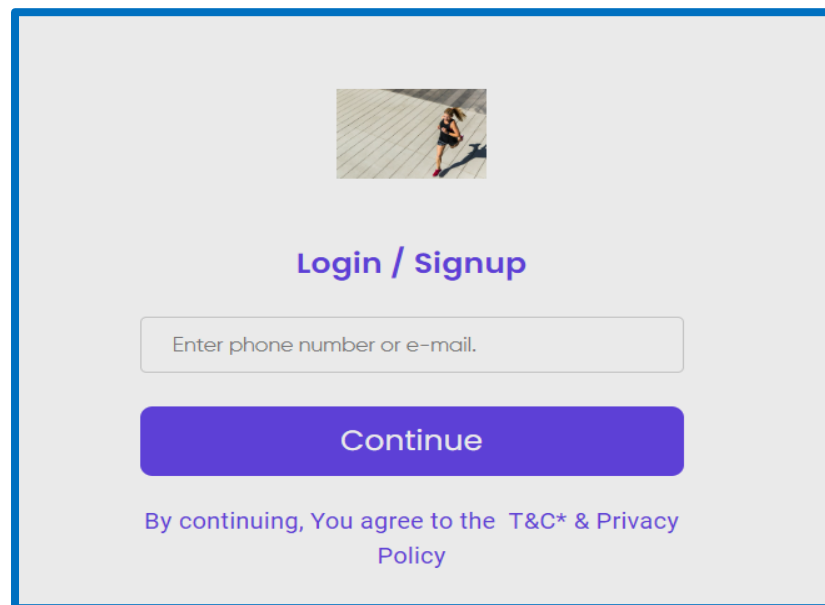 Login / Signup
Enter phone number or e-mail.
Continue
By continuing, You agree to the T&C* & Privacy
Policy